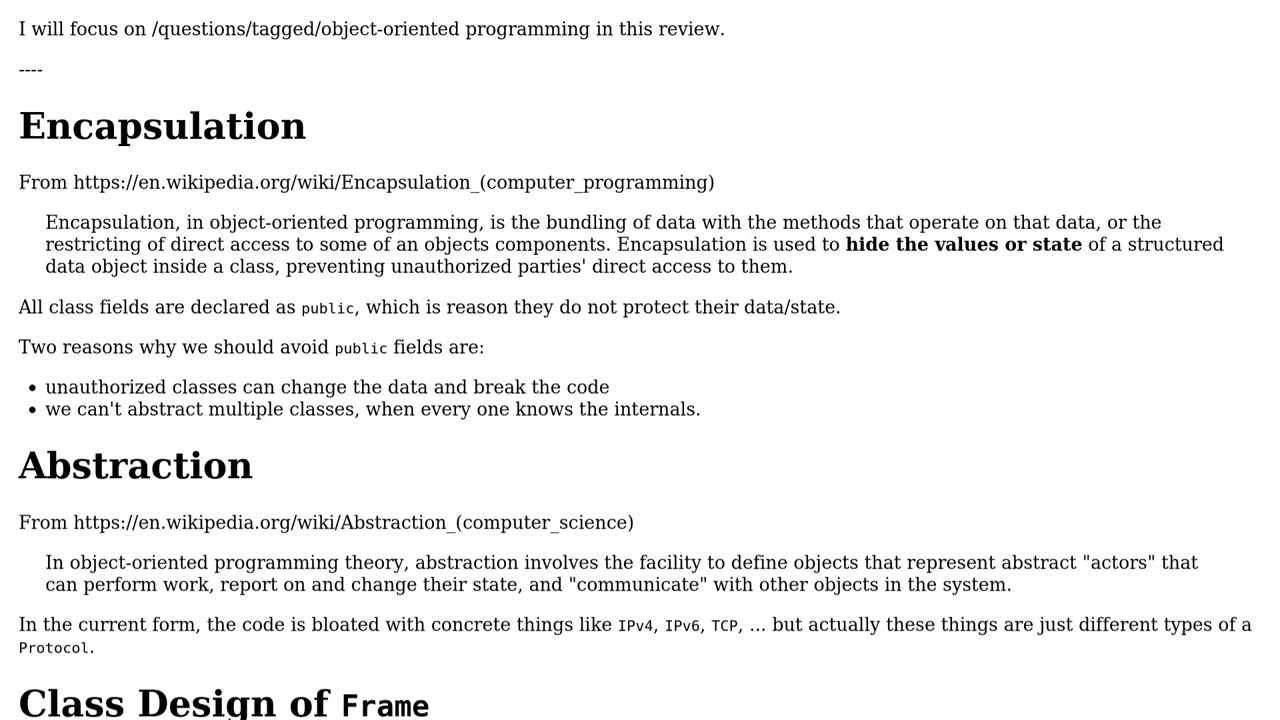 I will focus on /questions/tagged/object-oriented programming in this review.
----
Encapsulation
From https://en.wikipedia.org/wiki/Encapsulation_(computer_programming)
Encapsulation, in object-oriented programming, is the bundling of data with the methods that operate on that data, or the
restricting of direct access to some of an objects components. Encapsulation is used to hide the values or state of a structured
data object inside a class, preventing unauthorized parties' direct access to them.
All class fields are declared as public, which is reason they do not protect their data/state.
Two reasons why we should avoid public fields are:
• unauthorized classes can change the data and break the code
• we can't abstract multiple classes, when every one knows the internals.
Abstraction
From https://en.wikipedia.org/wiki/Abstraction_(computer_science)
In object-oriented programming theory, abstraction involves the facility to define objects that represent abstract "actors" that
can perform work, report on and change their state, and "communicate" with other objects in the system.
In the current form, the code is bloated with concrete things like IPv4, IPv6, TCP, ... but actually these things are just different types of a
Protocol.
Class Design of Frame